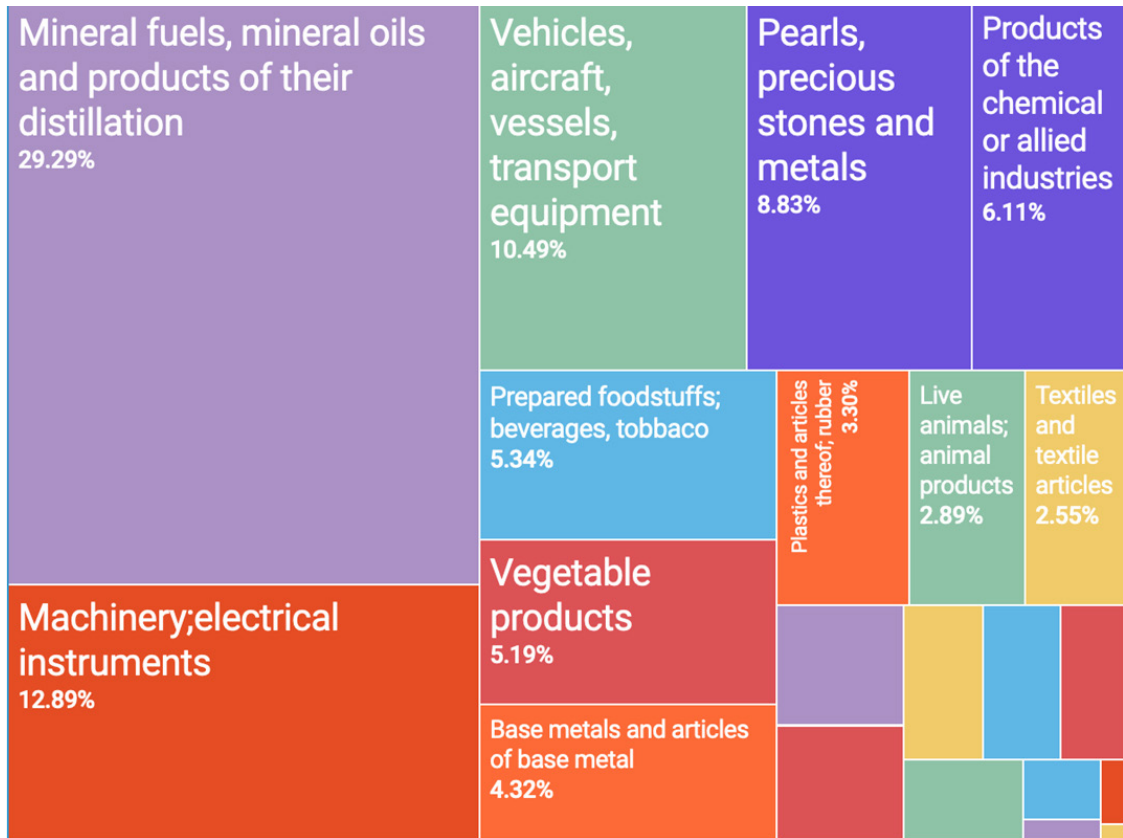 Mineral fuels, mineral oils
and products of their
distillation
29.29%
Machinery;electrical
instruments
12.89%
Vehicles,
aircraft,
vessels,
transport
equipment
10.49%
Pearls,
precious
stones and
metals
8.83%
Products
of the
chemical
or allied
industries
6.11%
Prepared foodstuffs;
beverages, tobbaco
5.34%
Vegetable
products
5.19%
Base metals and articles
of base metal
4.32%
Plastics and articles
thereof; rubber
3.30%
Live
animals;
animal
products
2.89%
Textiles
and
textile
articles
2.55%